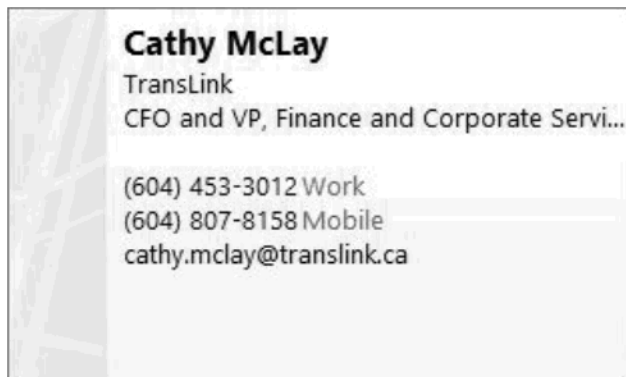 Cathy McLay
TransLink
CFO and VP, Finance and Corporate Servi...
(604) 453-3012 Work
(604) 807-8158 Mobile
cathy.mclay@translink.ca